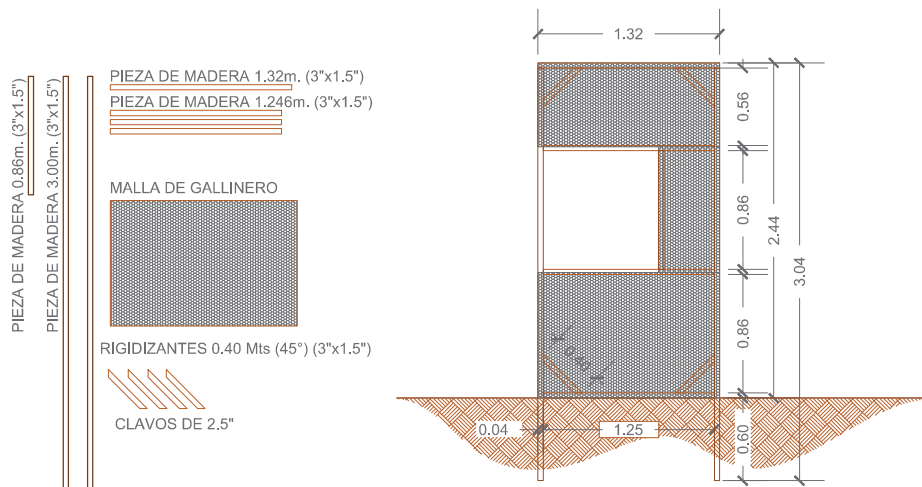 PIEZA DE MADERA 0.86m. (3"x1.5")
PIEZA DE MADERA 3.00m. (3"x1.5")
PIEZA DE MADERA 1.32m. (3"x1.5")
PIEZA DE MADERA 1.246m. (3"x1.5")
MALLA DE GALLINERO
RIGIDIZANTES 0.40 Mts (45°) (3"x1.5")
CLAVOS DE 2.5"
1.32
0.56
0.86
2.44
3.04
0.86
0.40
0.04
1.25
0.60